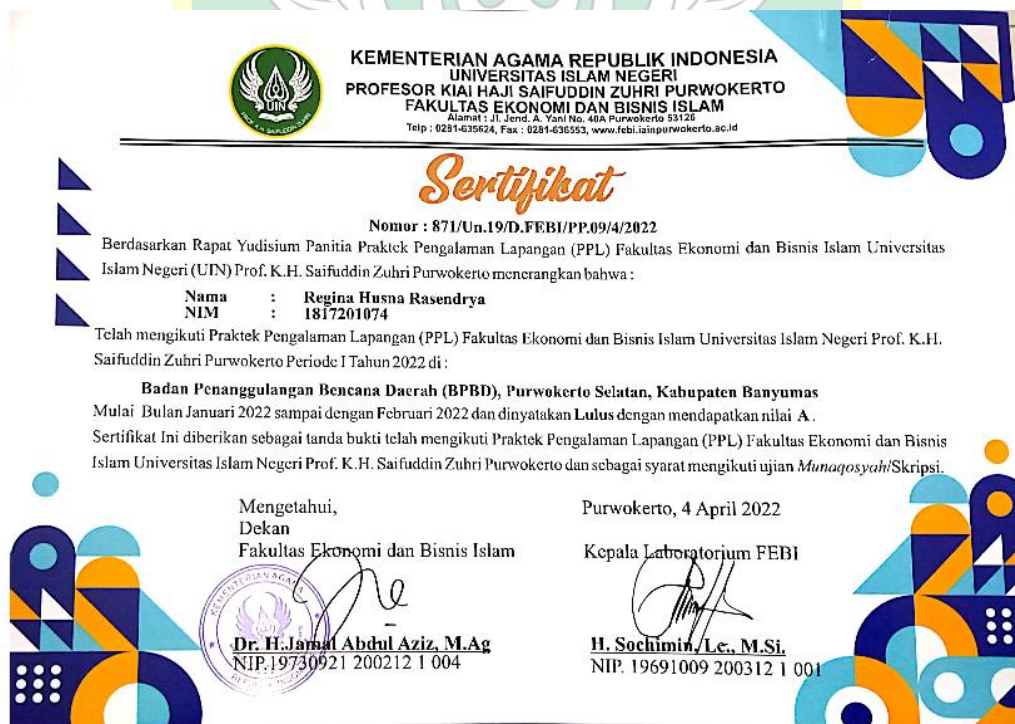 KEMENTERIAN AGAMA REPUBLIK INDONESIA
UNIVERSITAS ISLAM NEGERI
PROFESOR KIAI HAJI SAIFUDDIN ZUHRI PURWOKERTO
FAKULTAS EKONOMI DAN BISNIS ISLAM
Alamat : Jl. Jend. A. Yani No. 40A Purwokerto 53126
Telp : 0281-635624, Fax : 0281-636553, www.febi.iainpurwokerto.ac.id
UIN
PROF. K.H. SAIFUDDIN ZUHRI
Sertifikat
Nomor : 871/Un.19/D.FEBI/PP.09/4/2022
Berdasarkan Rapat Yudisium Panitia Praktek Pengalaman Lapangan (PPL) Fakultas Ekonomi dan Bisnis Islam Universitas
Islam Negeri (UIN) Prof. K.H. Saifuddin Zuhri Purwokerto menerangkan bahwa :
Nama : Regina Husna Rasendrya
NIM : 1817201074
Telah mengikuti Praktek Pengalaman Lapangan (PPL) Fakultas Ekonomi dan Bisnis Islam Universitas Islam Negeri Prof. K.H.
Saifuddin Zuhri Purwokerto Periode I Tahun 2022 di :
Badan Penanggulangan Bencana Daerah (BPBD), Purwokerto Selatan, Kabupaten Banyumas
Mulai Bulan Januari 2022 sampai dengan Februari 2022 dan dinyatakan Lulus dengan mendapatkan nilai A .
Sertifikat Ini diberikan sebagai tanda bukti telah mengikuti Praktek Pengalaman Lapangan (PPL) Fakultas Ekonomi dan Bisnis
Islam Universitas Islam Negeri Prof. K.H. Saifuddin Zuhri Purwokerto dan sebagai syarat mengikuti ujian Munaqosyah/Skripsi.
Mengetahui,
Dekan
Fakultas Ekonomi dan Bisnis Islam
KEMENTERIAN AGAMA
Dr. H.Jamal Abdul Aziz, M.Ag
NIP.19730921 200212 1 004
Purwokerto, 4 April 2022
Kepala Laboratorium FEBI
H. Sochimin, Lc., M.Si.
NIP. 19691009 200312 1 001